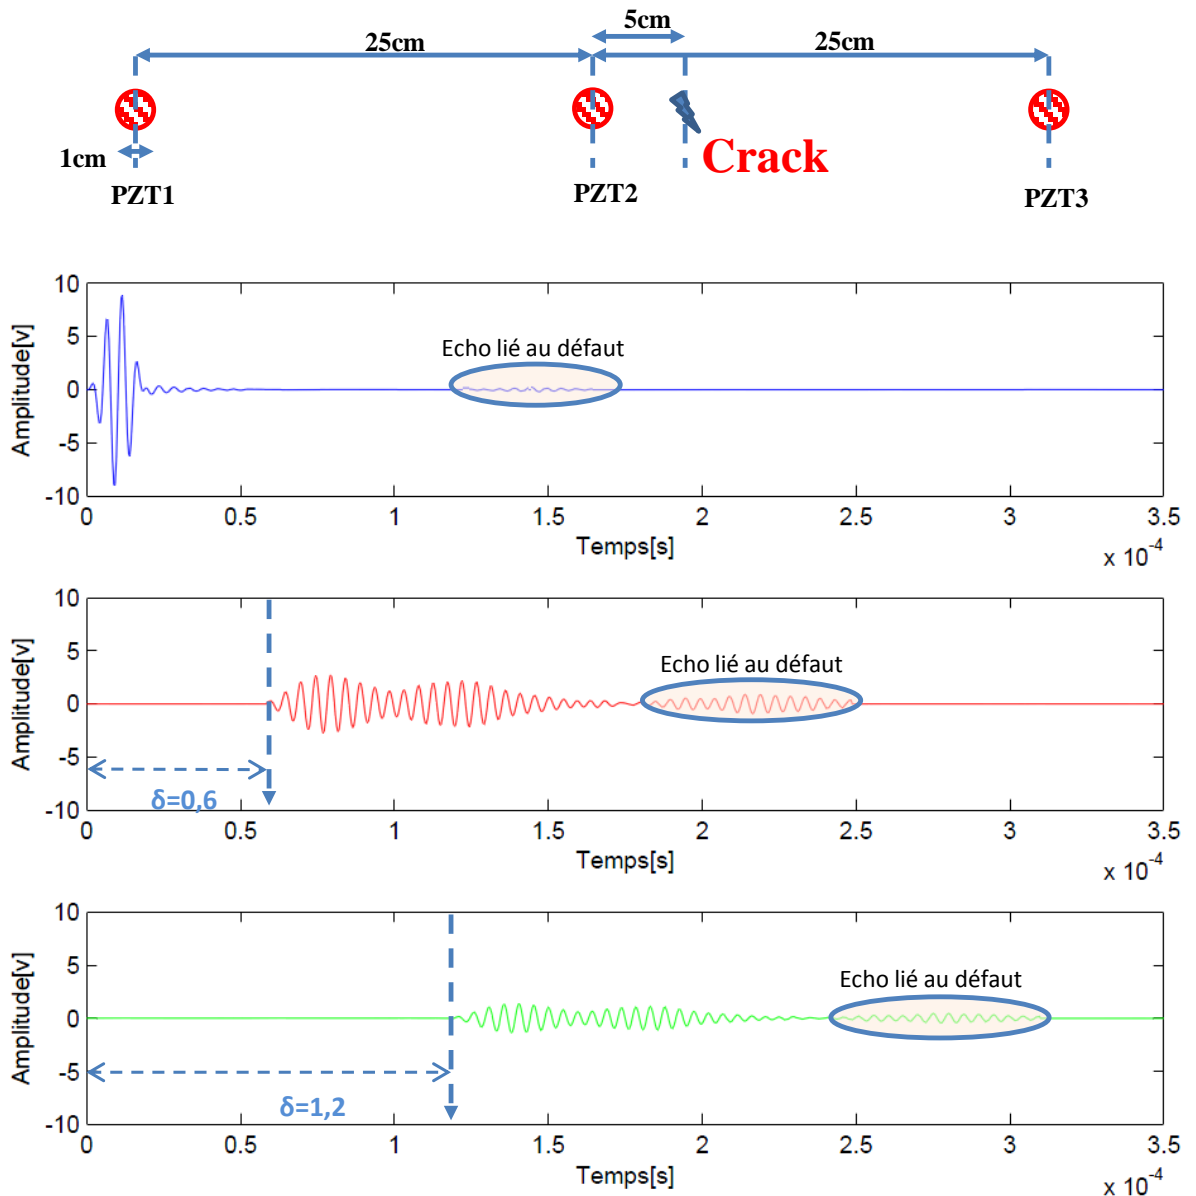 5cm
25cm 25cm
1cm
Crack
PZT1 PZT2 PZT3
10
5
0
-5
-10
Amplitude[v]
Echo lié au défaut
0 0.5 1 1.5 2 2.5 3 3.5
Temps[s]
x 10^-4
10
5
0
-5
-10
Amplitude[v]
Echo lié au défaut
δ=0,6
0 0.5 1 1.5 2 2.5 3 3.5
Temps[s]
x 10^-4
10
5
0
-5
-10
Amplitude[v]
Echo lié au défaut
δ=1,2
0 0.5 1 1.5 2 2.5 3 3.5
Temps[s]
x 10^-4